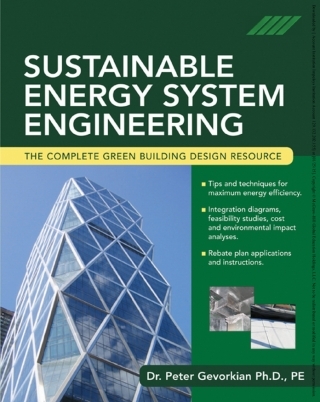 SUSTAINABLE
ENERGY SYSTEM
ENGINEERING
THE COMPLETE GREEN BUILDING DESIGN RESOURCE
Tips and techniques for
maximum energy efficiency.
Integration diagrams,
feasibility studies, cost
and environmental impact
analyses.
Rebate plan applications
and instructions.
Dr. Peter Gevorkian Ph.D., PE